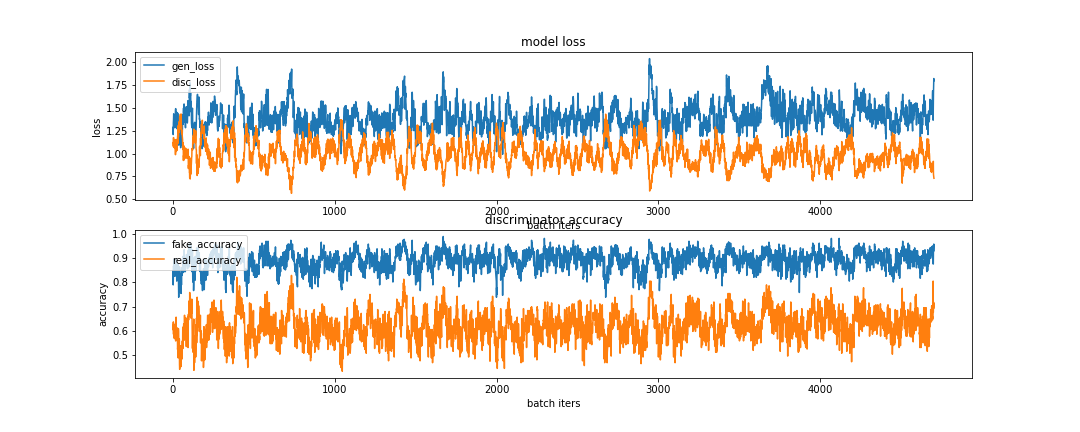 model loss
2.00
1.75
1.50
1.25
1.00
0.75
0.50
loss
gen_loss
disc_loss
0 1000 2000 3000 4000
batch iters
discriminator accuracy
1.0
0.9
0.8
0.7
0.6
0.5
accuracy
fake_accuracy
real_accuracy
0 1000 2000 3000 4000
batch iters